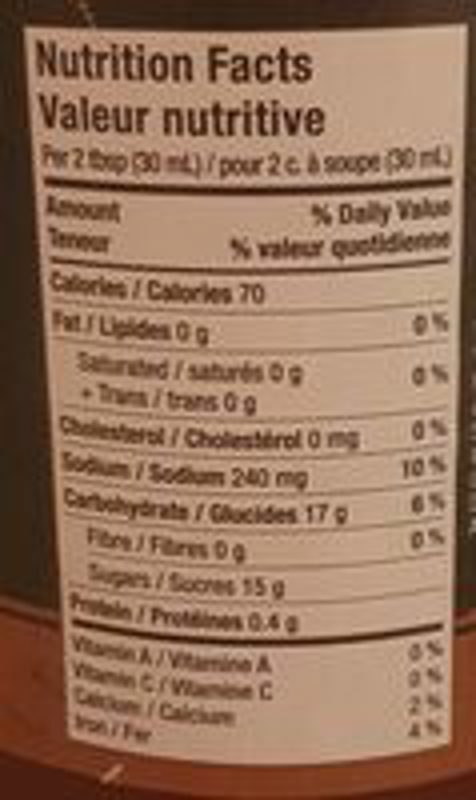 Nutrition Facts
Valeur nutritive
Per 2 tbsp (30 mL) / pour 2 c. à soupe (30 mL)
Amount % Daily Value
Teneur % valeur quotidienne
Calories / Calories 70
Fat / Lipides 0 g 0 %
Saturated / saturés 0 g 0 %
+ Trans / trans 0 g
Cholesterol / Cholestérol 0 mg 0 %
Sodium / Sodium 240 mg 10 %
Carbohydrate / Glucides 17 g 6 %
Fibre / Fibres 0 g 0 %
Sugars / Sucres 15 g
Protein / Protéines 0.4 g
Vitamin A / Vitamine A 0 %
Vitamin C / Vitamine C 0 %
Calcium / Calcium 2 %
Iron / Fer 4 %